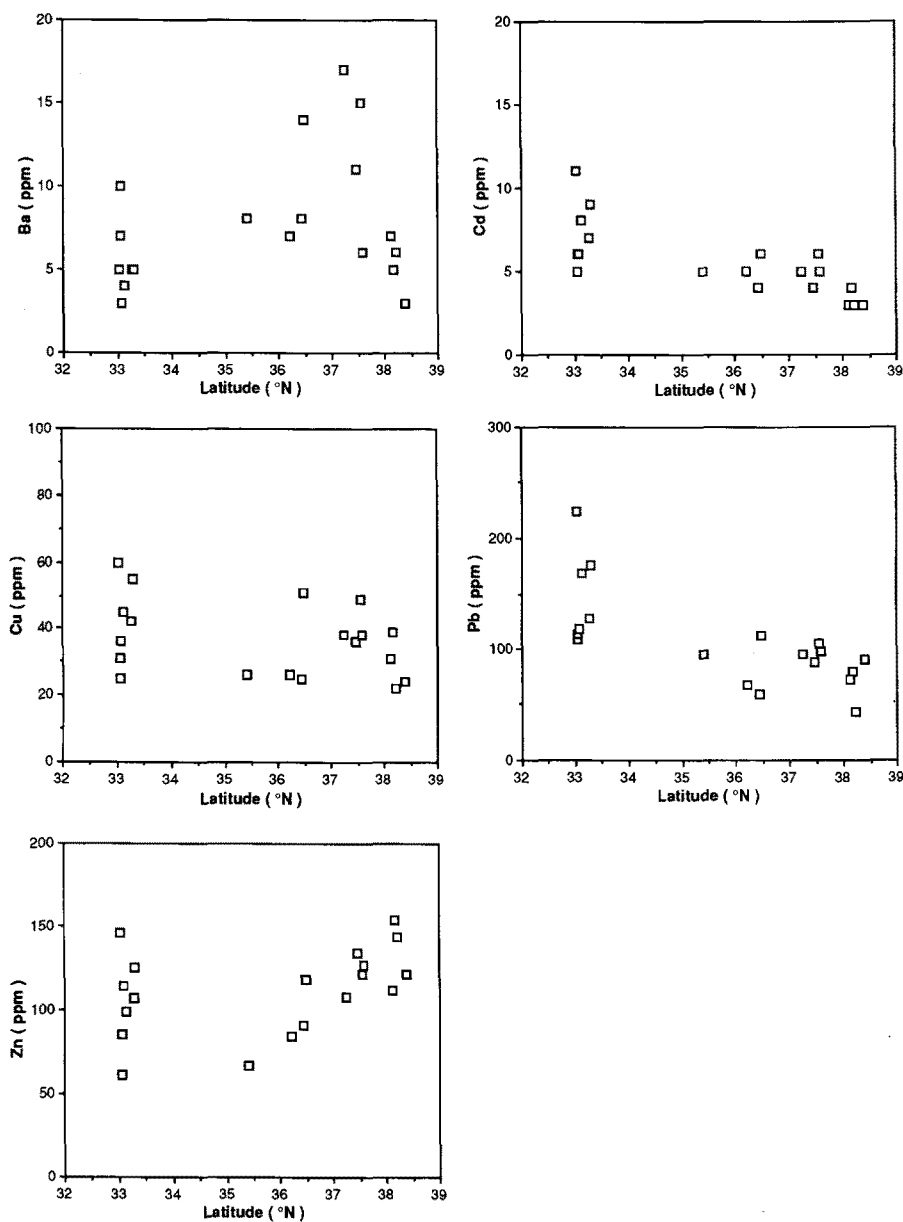 20
15
10
5
0
Ba ( ppm )
32 33 34 35 36 37 38 39
Latitude ( °N )
20
15
10
5
0
Cd ( ppm )
32 33 34 35 36 37 38 39
Latitude ( °N )
100
80
60
40
20
0
Cu ( ppm )
32 33 34 35 36 37 38 39
Latitude ( °N )
300
200
100
0
Pb ( ppm )
32 33 34 35 36 37 38 39
Latitude ( °N )
200
150
100
50
0
Zn ( ppm )
32 33 34 35 36 37 38 39
Latitude ( °N )